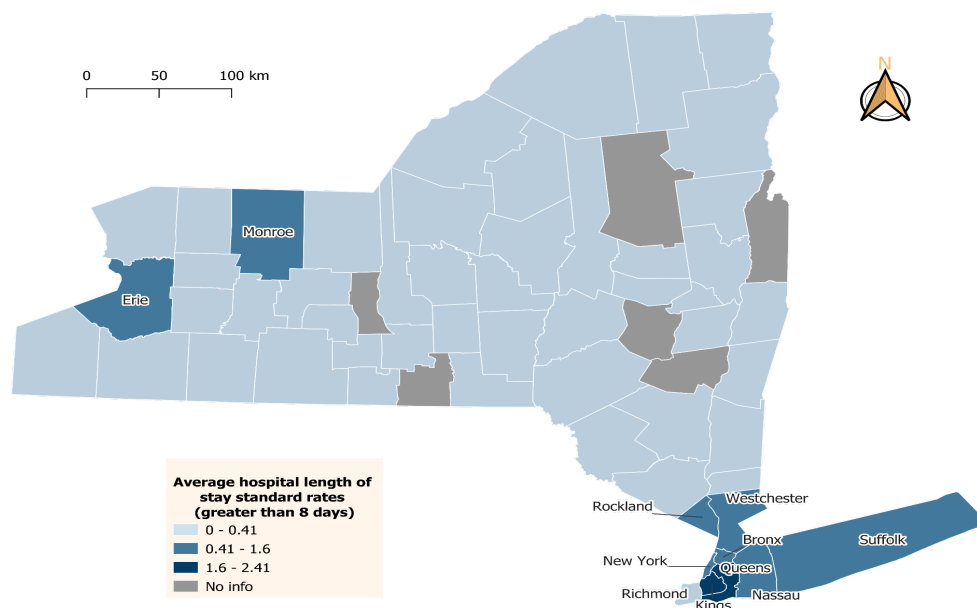 N
0 50 100 km
Monroe
Erie
Average hospital length of
stay standard rates
(greater than 8 days)
0 - 0.41
0.41 - 1.6
1.6 - 2.41
No info
Westchester
Rockland
Bronx
Suffolk
New York
Queens
Richmond
Nassau
Kings